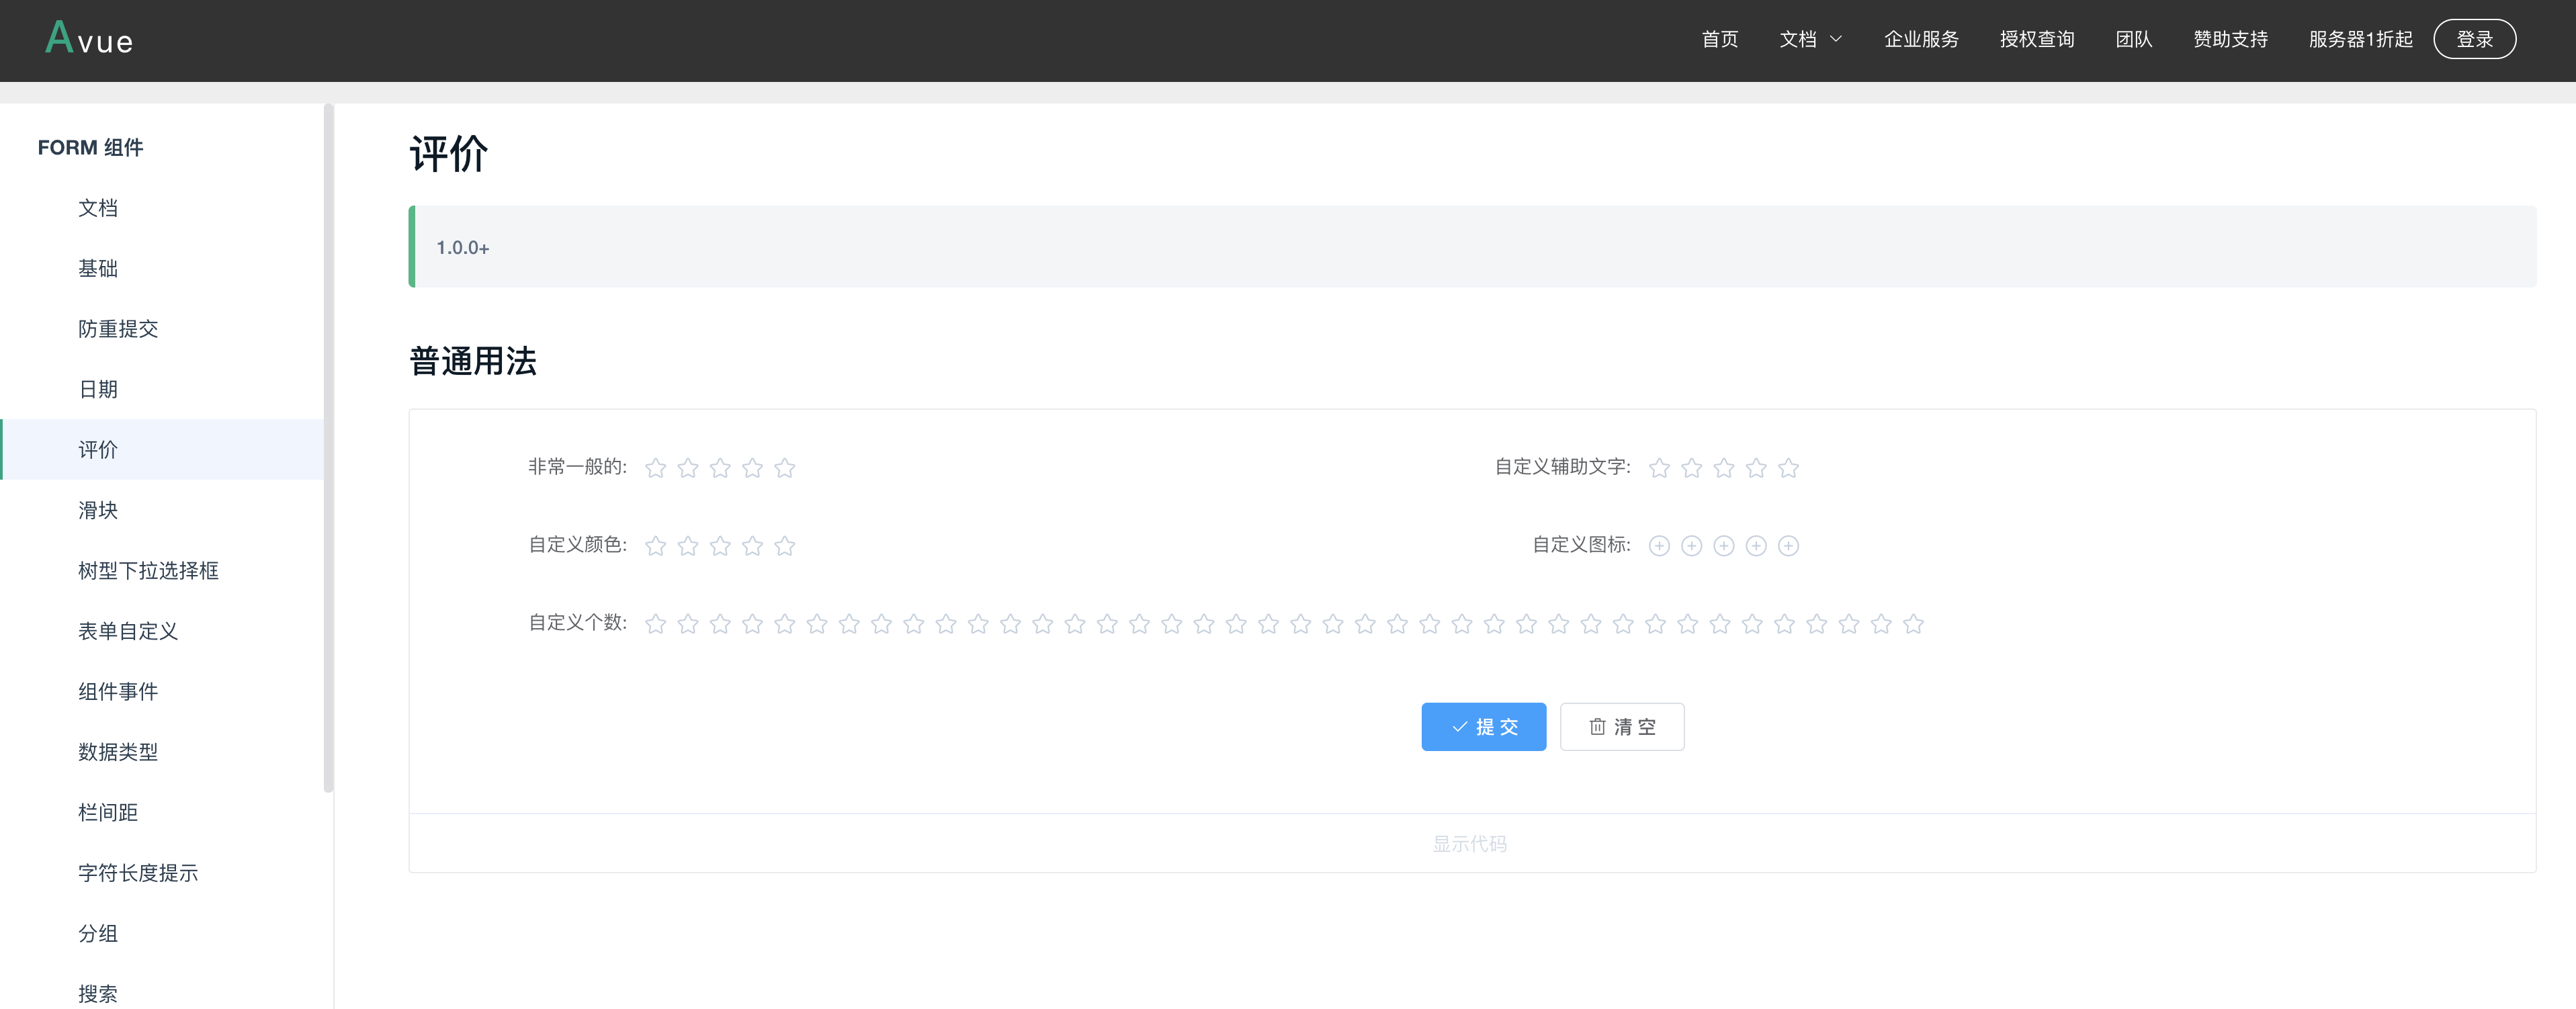 Avue
首页 文档 企业服务 授权查询 团队 赞助支持 服务器1折起 登录
FORM 组件
文档
基础
防重提交
日期
评价
滑块
树型下拉选择框
表单自定义
组件事件
数据类型
栏间距
字符长度提示
分组
搜索
评价
1.0.0+
普通用法
非常一般的: 自定义辅助文字:
自定义颜色: 自定义图标:
自定义个数:
提 交 清 空
显示代码